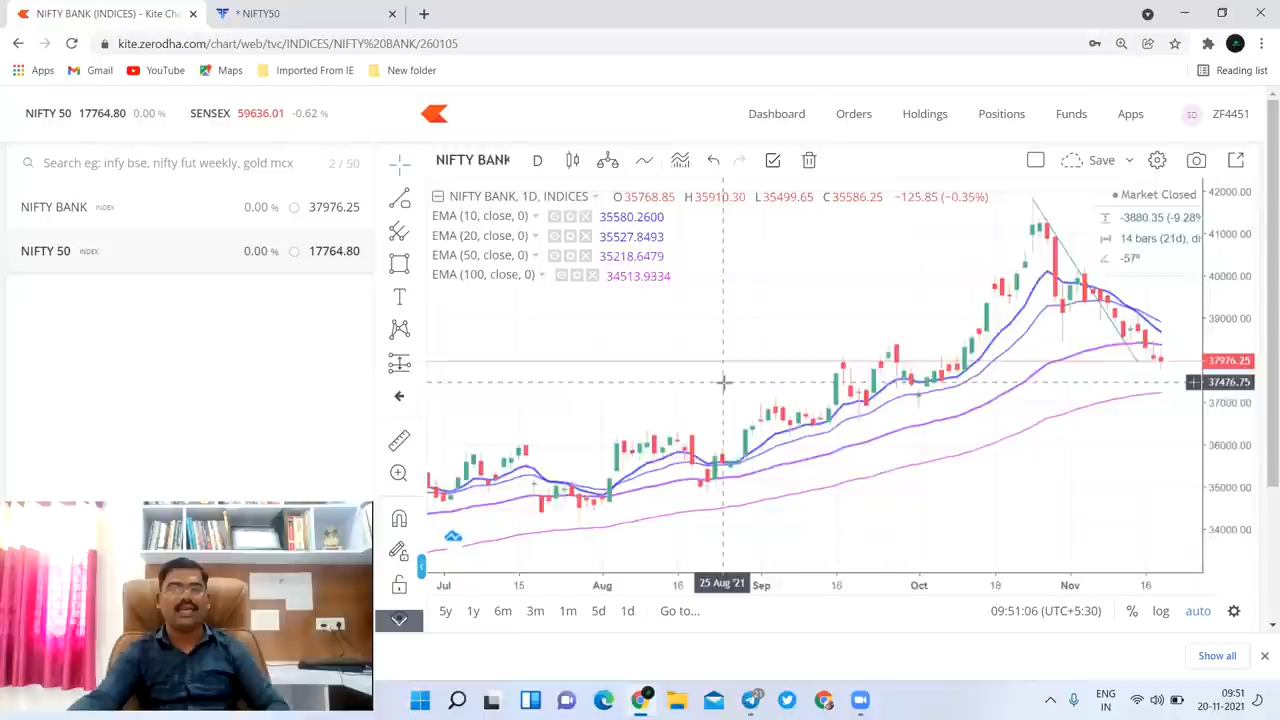 NIFTY BANK (INDICES) - Kite Cha
* NIFTY50
kite.zerodha.com/chart/web/tvc/INDICES/NIFTY%20BANK/260105
Apps
Gmail
YouTube
Maps
Imported From IE
New folder
Reading list
NIFTY 50 17764.80 0.00 %
SENSEX 59636.01 -0.62 %
Dashboard
Orders
Holdings
Positions
Funds
Apps
SD
ZF4451
Search eg: infy bse, nifty fut weekly, gold mcx
2 / 50
NIFTY BANK INDEX 0.00 % 37976.25
NIFTY 50 INDEX 0.00 % 17764.80
NIFTY BANK
D
Save
NIFTY BANK, 1D, INDICES
O35768.85 H35910.30 L35499.65 C35586.25 −125.85 (−0.35%)
Market Closed
EMA (10, close, 0) 35580.2600
EMA (20, close, 0) 35527.8493
EMA (50, close, 0) 35218.6479
EMA (100, close, 0) 34513.9334
-3880.35 (-9.28%
14 bars (21d), di
-57°
42000.00
41000.00
40000.00
39000.00
37976.25
37476.75
37000.00
36000.00
35000.00
34000.00
Jul 15 Aug 16 25 Aug '21 Sep 16 Oct 18 Nov 16
5y 1y 6m 3m 1m 5d 1d Go to...
09:51:06 (UTC+5:30) % log auto
Show all
ENG
IN
09:51
20-11-2021